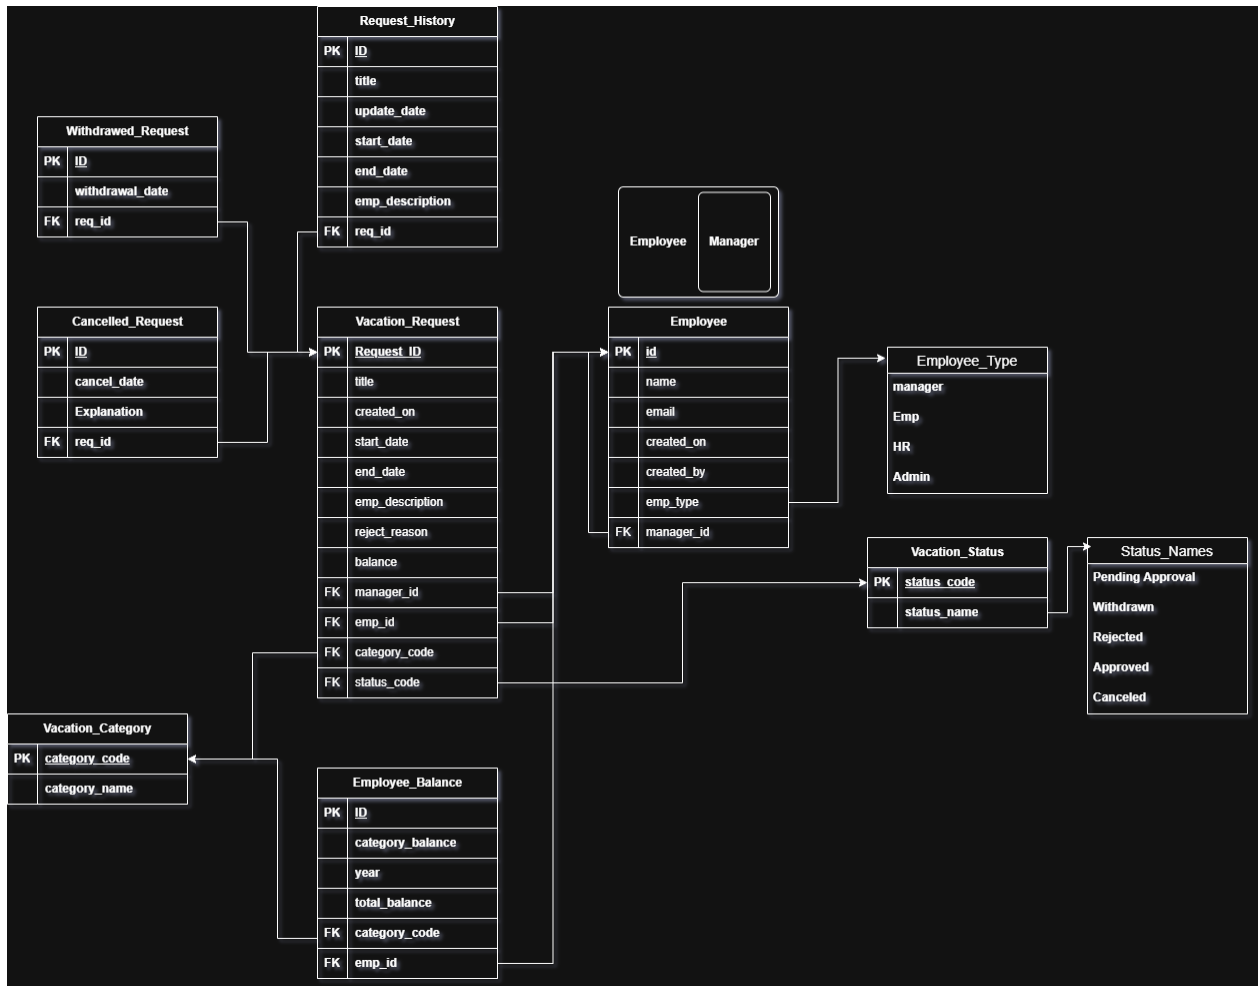 Request_History
PK ID
title
update_date
start_date
end_date
emp_description
FK req_id
Withdrawed_Request
PK ID
withdrawal_date
FK req_id
Cancelled_Request
PK ID
cancel_date
Explanation
FK req_id
Vacation_Request
PK Request_ID
title
created_on
start_date
end_date
emp_description
reject_reason
balance
FK manager_id
FK emp_id
FK category_code
FK status_code
Employee
Manager
Employee
PK id
name
email
created_on
created_by
emp_type
FK manager_id
Employee_Type
manager
Emp
HR
Admin
Vacation_Status
PK status_code
status_name
Status_Names
Pending Approval
Withdrawn
Rejected
Approved
Canceled
Vacation_Category
PK category_code
category_name
Employee_Balance
PK ID
category_balance
year
total_balance
FK category_code
FK emp_id